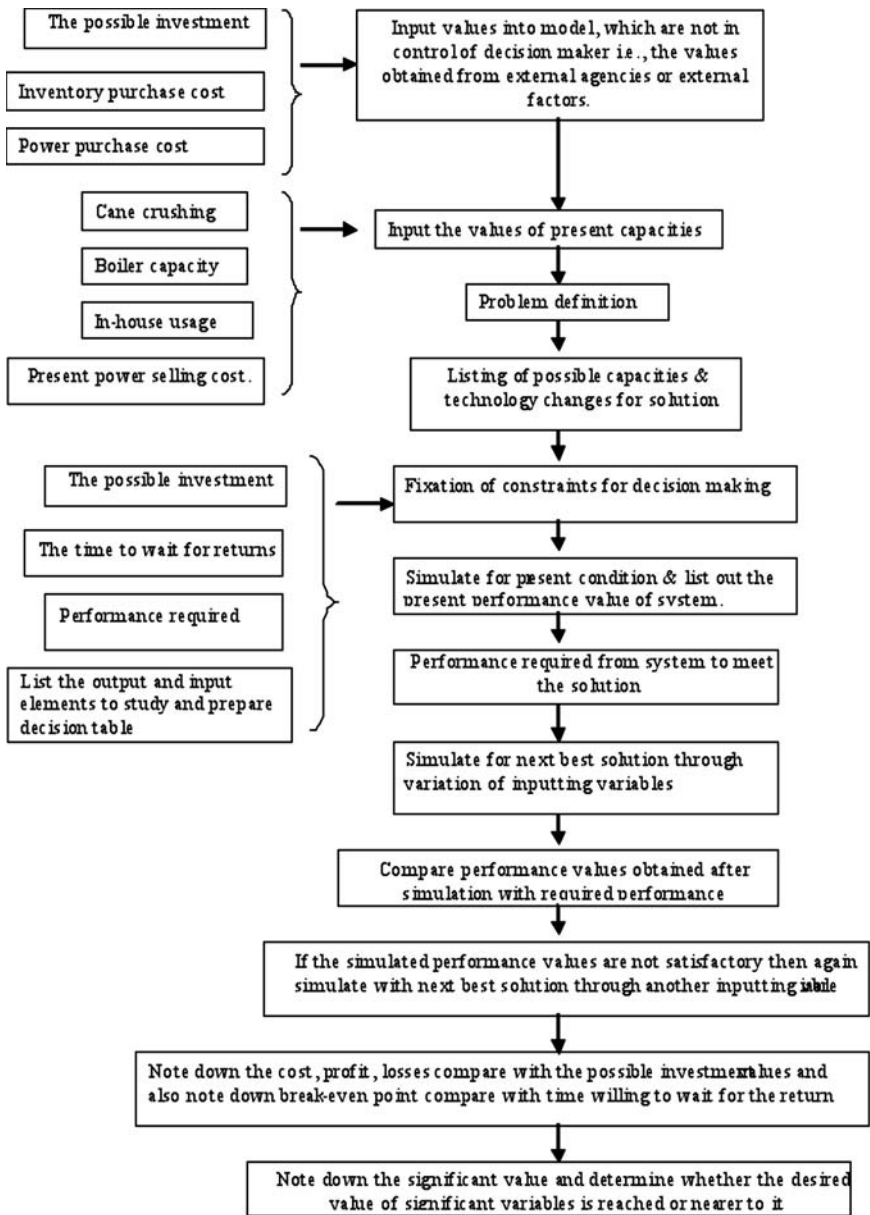 The possible investment
Inventory purchase cost
Power purchase cost
Input values into model, which are not in
control of decision maker i.e., the values
obtained from external agencies or external
factors.
Cane crushing
Boiler capacity
In-house usage
Present power selling cost.
Input the values of present capacities
Problem definition
Listing of possible capacities &
technology changes for solution
The possible investment
The time to wait for returns
Performance required
List the output and input
elements to study and prepare
decision table
Fixation of constraints for decision making
Simulate for present condition & list out the
present performance value of system.
Performance required from system to meet
the solution
Simulate for next best solution through
variation of inputting variables
Compare performance values obtained after
simulation with required performance
If the simulated performance values are not satisfactory then again
simulate with next best solution through another inputting
Note down the cost, profit, losses compare with the possible investment values and
also note down break-even point compare with time willing to wait for the return
Note down the significant value and determine whether the desired
value of significant variables is reached or nearer to it